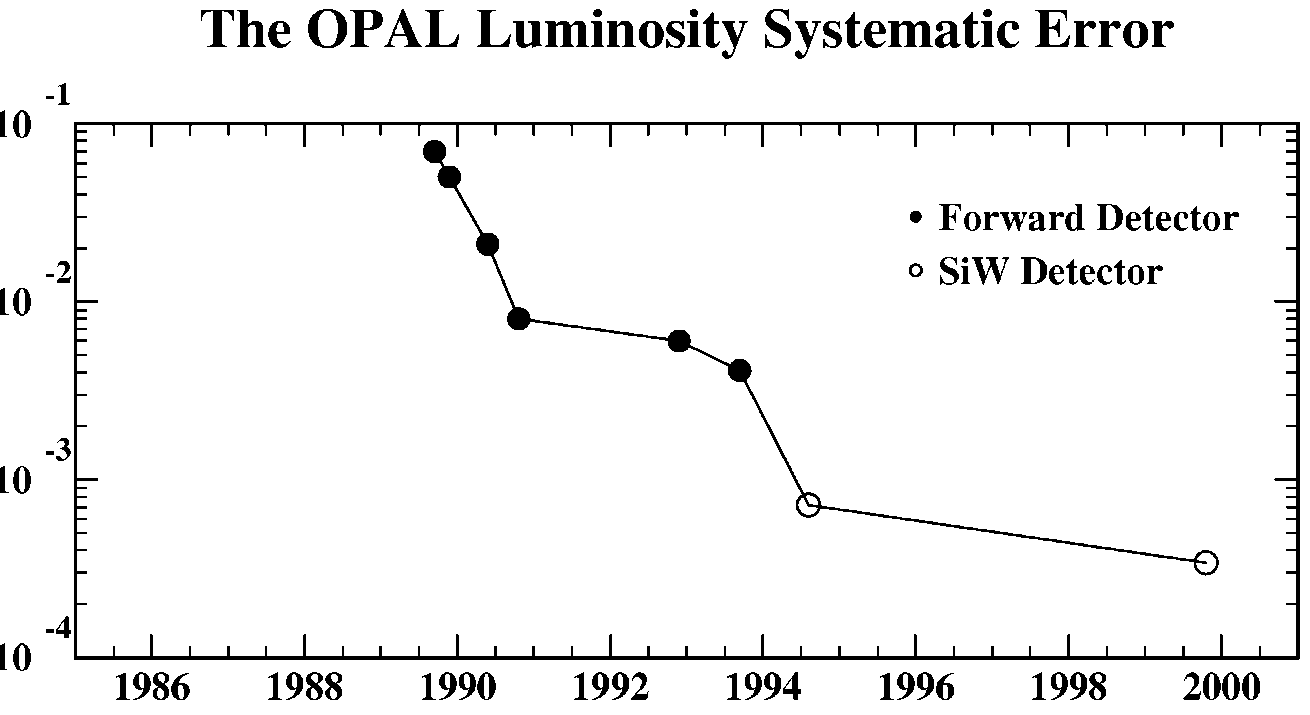 The OPAL Luminosity Systematic Error
10 -1
Forward Detector
SiW Detector
10 -2
10 -3
10 -4
1986 1988 1990 1992 1994 1996 1998 2000